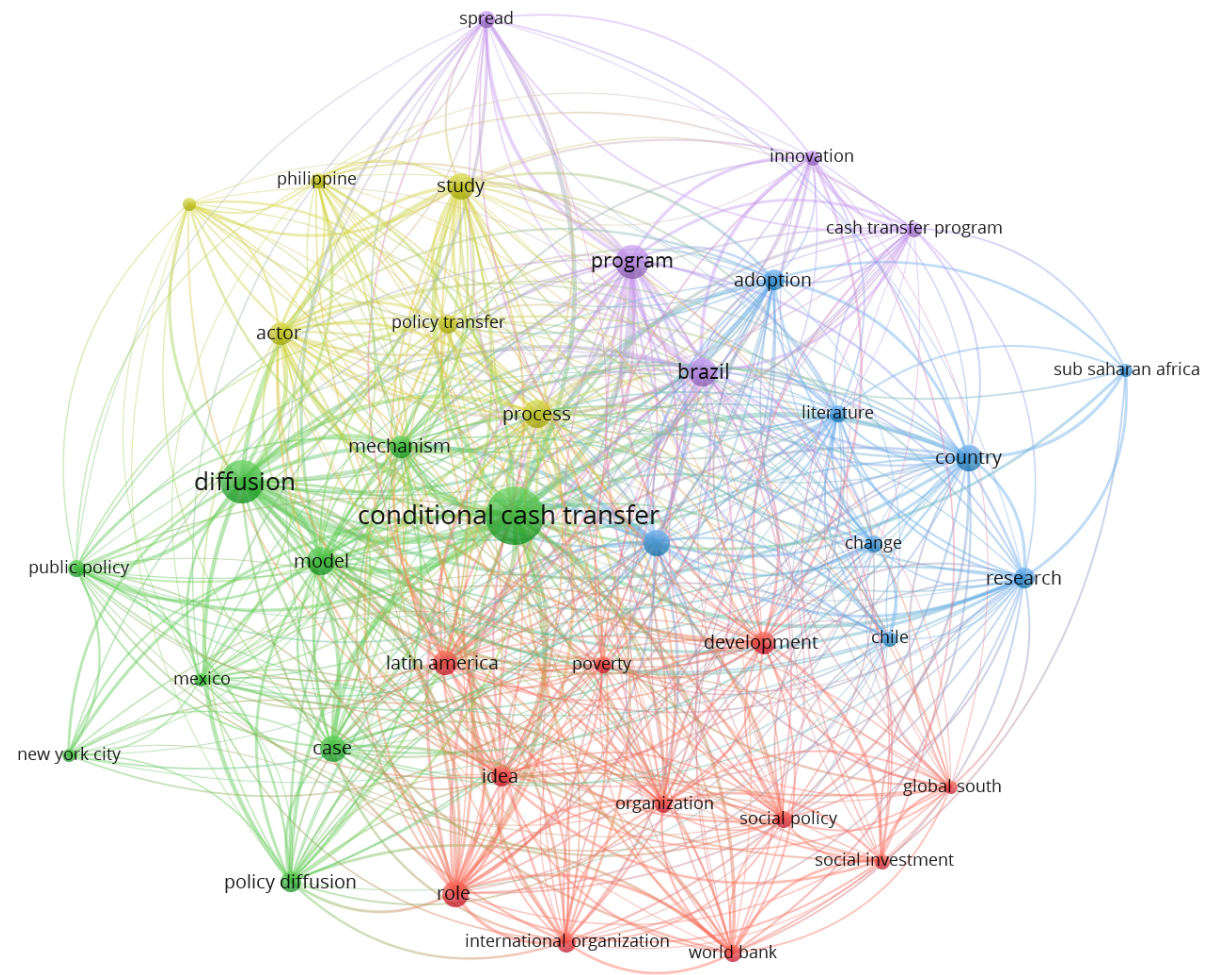 spread
innovation
philippine
study
cash transfer program
program
adoption
policy transfer
actor
sub saharan africa
brazil
literature
process
mechanism
country
diffusion
conditional cash transfer
change
model
public policy
research
chile
development
latin america
poverty
mexico
case
new york city
idea
global south
organization
social policy
social investment
policy diffusion
role
international organization
world bank